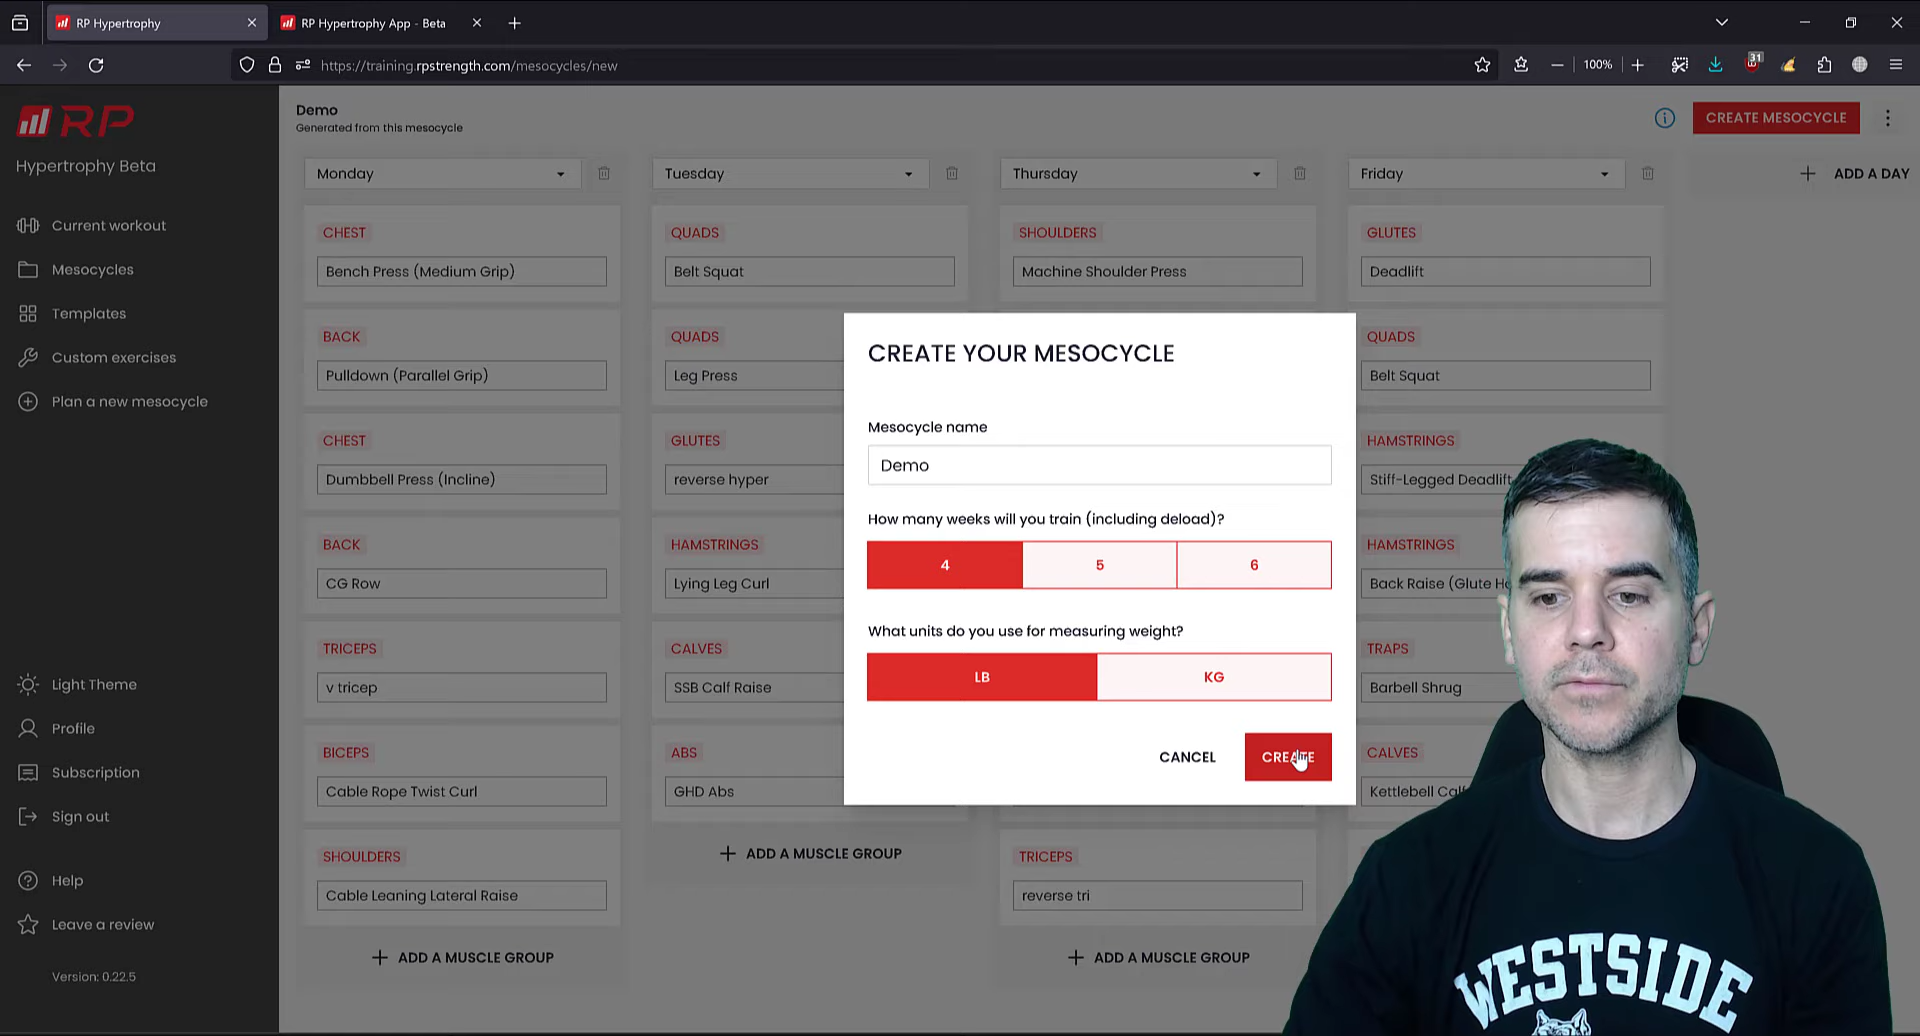 RP Hypertrophy
RP Hypertrophy App - Beta
https://training.rpstrength.com/mesocycles/new
100%
31
RP
Hypertrophy Beta
Current workout
Mesocycles
Templates
Custom exercises
Plan a new mesocycle
Light Theme
Profile
Subscription
Sign out
Help
Leave a review
Version: 0.22.5
Demo
Generated from this mesocycle
CREATE MESOCYCLE
Monday
CHEST
Bench Press (Medium Grip)
BACK
Pulldown (Parallel Grip)
CHEST
Dumbbell Press (Incline)
BACK
CG Row
TRICEPS
v tricep
BICEPS
Cable Rope Twist Curl
SHOULDERS
Cable Leaning Lateral Raise
+ ADD A MUSCLE GROUP
Tuesday
QUADS
Belt Squat
QUADS
Leg Press
GLUTES
reverse hyper
HAMSTRINGS
Lying Leg Curl
CALVES
SSB Calf Raise
ABS
GHD Abs
+ ADD A MUSCLE GROUP
Thursday
SHOULDERS
Machine Shoulder Press
TRICEPS
reverse tri
+ ADD A MUSCLE GROUP
Friday
GLUTES
Deadlift
QUADS
Belt Squat
HAMSTRINGS
Stiff-Legged Deadlift
HAMSTRINGS
Back Raise (Glute H
TRAPS
Barbell Shrug
CALVES
Kettlebell Calf
+ ADD A DAY
CREATE YOUR MESOCYCLE
Mesocycle name
Demo
How many weeks will you train (including deload)?
4
5
6
What units do you use for measuring weight?
LB
KG
CANCEL
CREATE
WESTSIDE